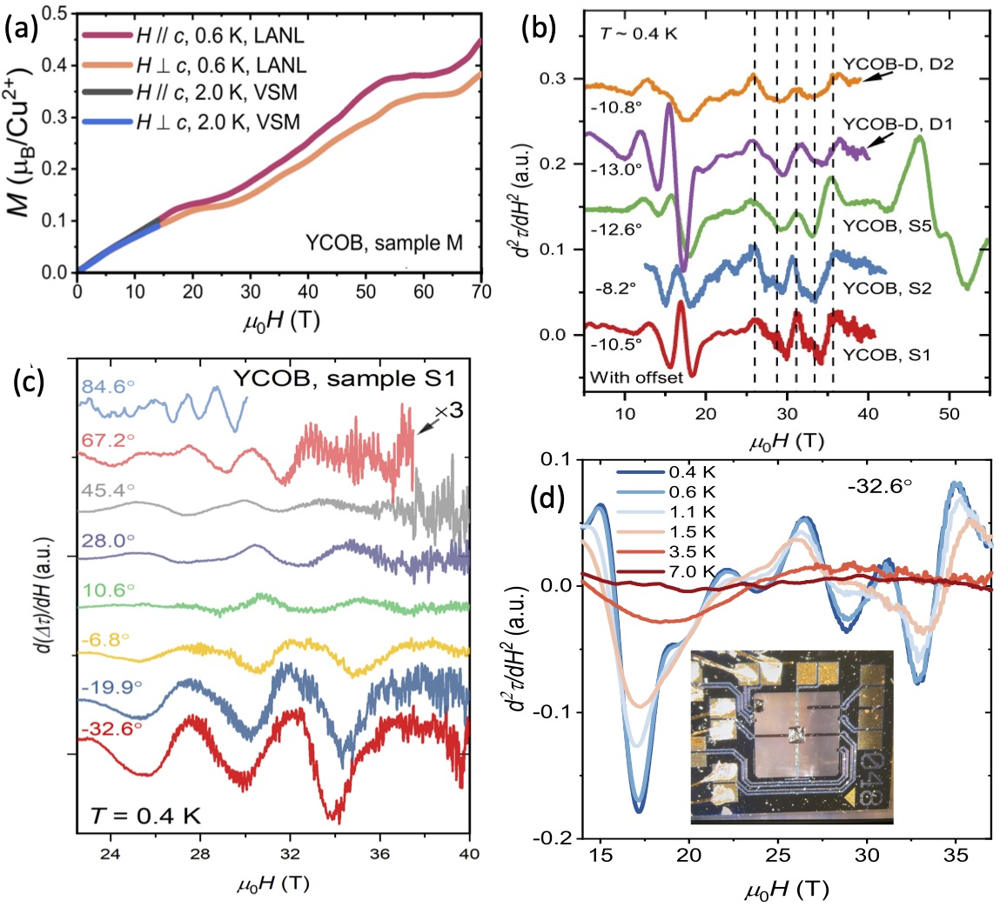 (a)
H // c, 0.6 K, LANL
H ⊥ c, 0.6 K, LANL
H // c, 2.0 K, VSM
H ⊥ c, 2.0 K, VSM
YCOB, sample M
M (μB/Cu²⁺)
0.5
0.4
0.3
0.2
0.1
0.0
0 10 20 30 40 50 60 70
μ₀H (T)
(b)
T ~ 0.4 K
YCOB-D, D2
-10.8°
YCOB-D, D1
-13.0°
-12.6°
YCOB, S5
-8.2°
YCOB, S2
-10.5°
YCOB, S1
With offset
d²τ/dH² (a.u.)
0.3
0.2
0.1
0.0
10 20 30 40 50
μ₀H (T)
(c)
YCOB, sample S1
84.6°
×3
67.2°
45.4°
28.0°
10.6°
-6.8°
-19.9°
-32.6°
T = 0.4 K
d(Δτ)/dH (a.u.)
24 28 32 36 40
μ₀H (T)
(d)
0.4 K
0.6 K
1.1 K
1.5 K
3.5 K
7.0 K
-32.6°
d²τ/dH² (a.u.)
0.1
0.0
-0.1
-0.2
048
15 20 25 30 35
μ₀H (T)